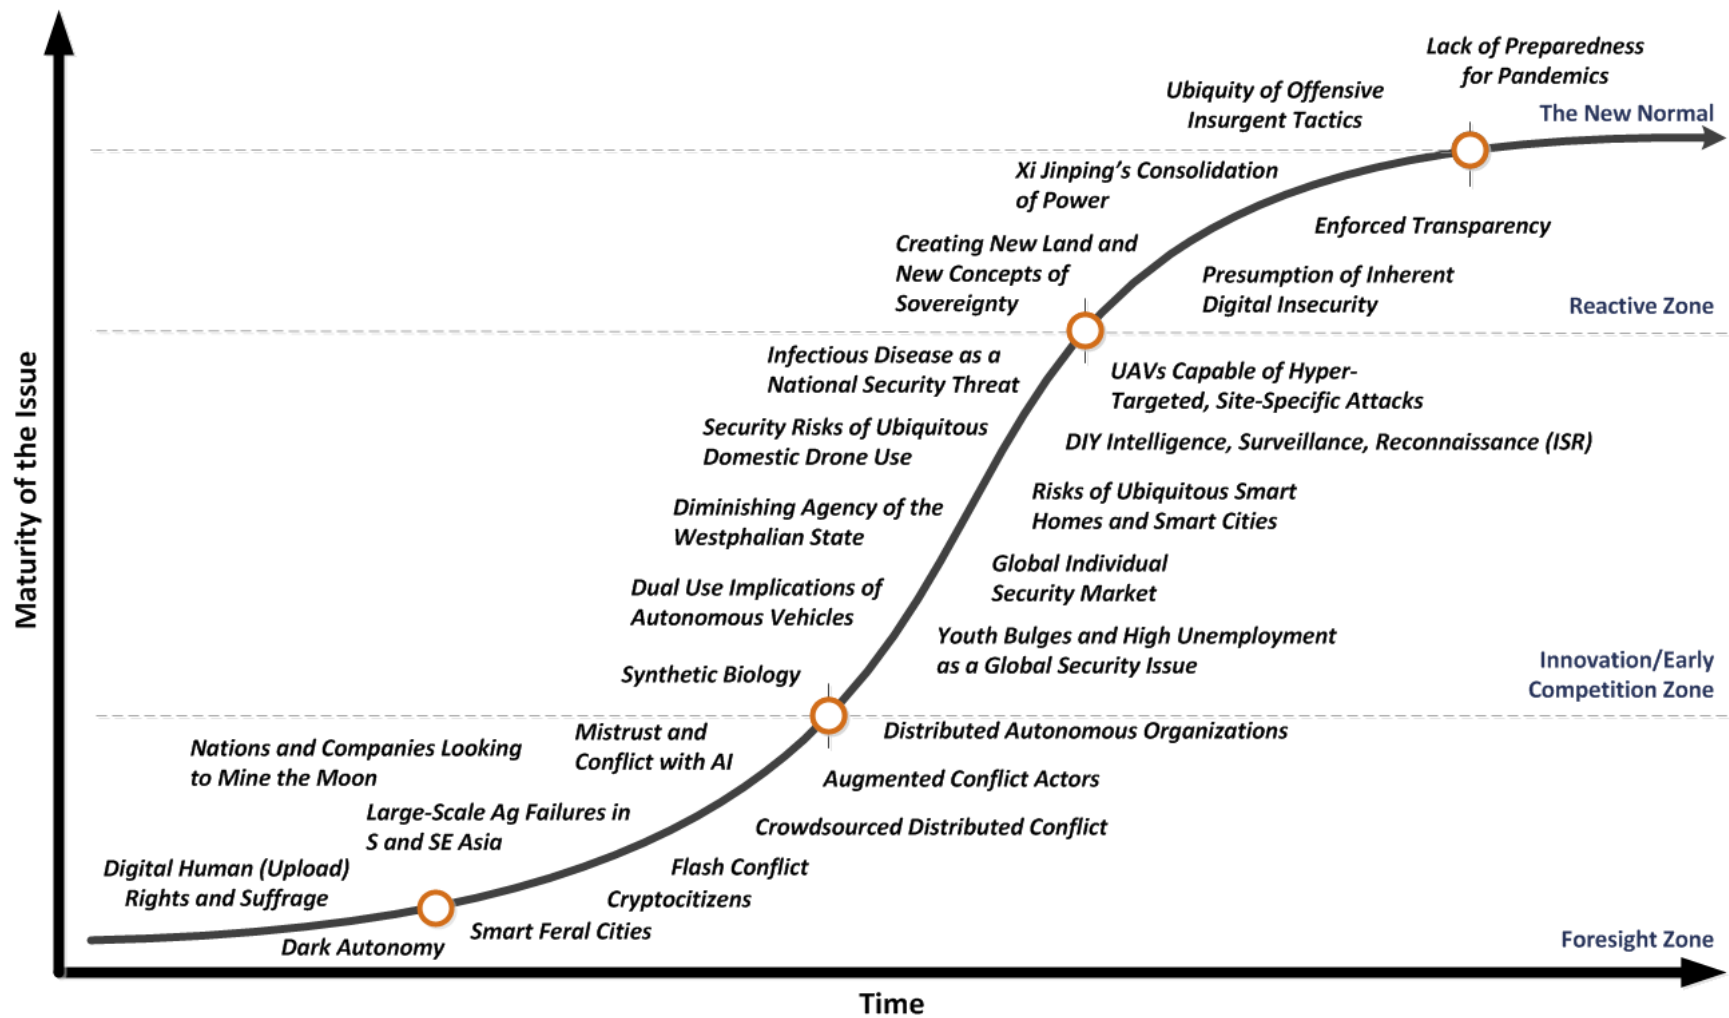 Lack of Preparedness
for Pandemics
Ubiquity of Offensive
Insurgent Tactics
The New Normal
Xi Jinping’s Consolidation
of Power
Enforced Transparency
Creating New Land and
New Concepts of
Sovereignty
Presumption of Inherent
Digital Insecurity
Reactive Zone
Infectious Disease as a
National Security Threat
UAVs Capable of Hyper-
Targeted, Site-Specific Attacks
Security Risks of Ubiquitous
Domestic Drone Use
DIY Intelligence, Surveillance, Reconnaissance (ISR)
Risks of Ubiquitous Smart
Homes and Smart Cities
Diminishing Agency of the
Westphalian State
Global Individual
Security Market
Dual Use Implications of
Autonomous Vehicles
Youth Bulges and High Unemployment
as a Global Security Issue
Synthetic Biology
Innovation/Early
Competition Zone
Mistrust and
Conflict with AI
Distributed Autonomous Organizations
Nations and Companies Looking
to Mine the Moon
Augmented Conflict Actors
Large-Scale Ag Failures in
S and SE Asia
Crowdsourced Distributed Conflict
Digital Human (Upload)
Rights and Suffrage
Flash Conflict
Cryptocitizens
Smart Feral Cities
Dark Autonomy
Foresight Zone
Maturity of the Issue
Time